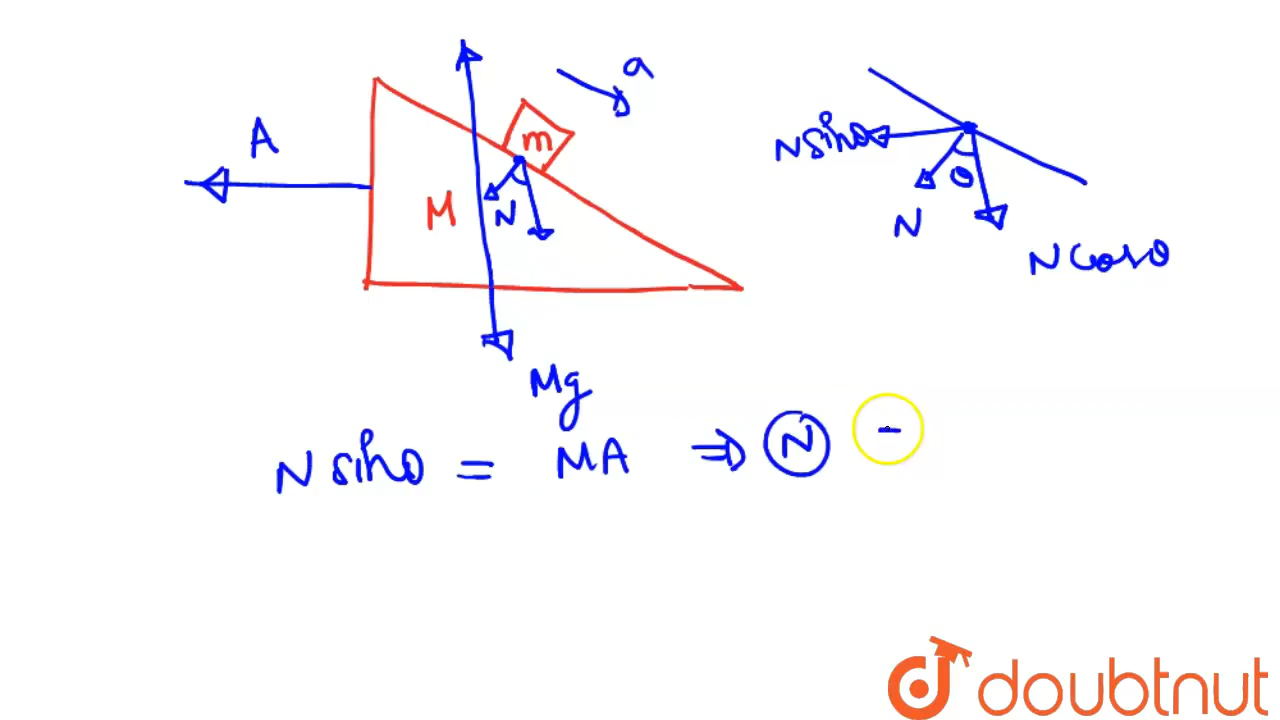 a
A
m
N sinθ
M
N
θ
N
N cosθ
Mg
N sinθ = MA ⇒ N =
doubtnut